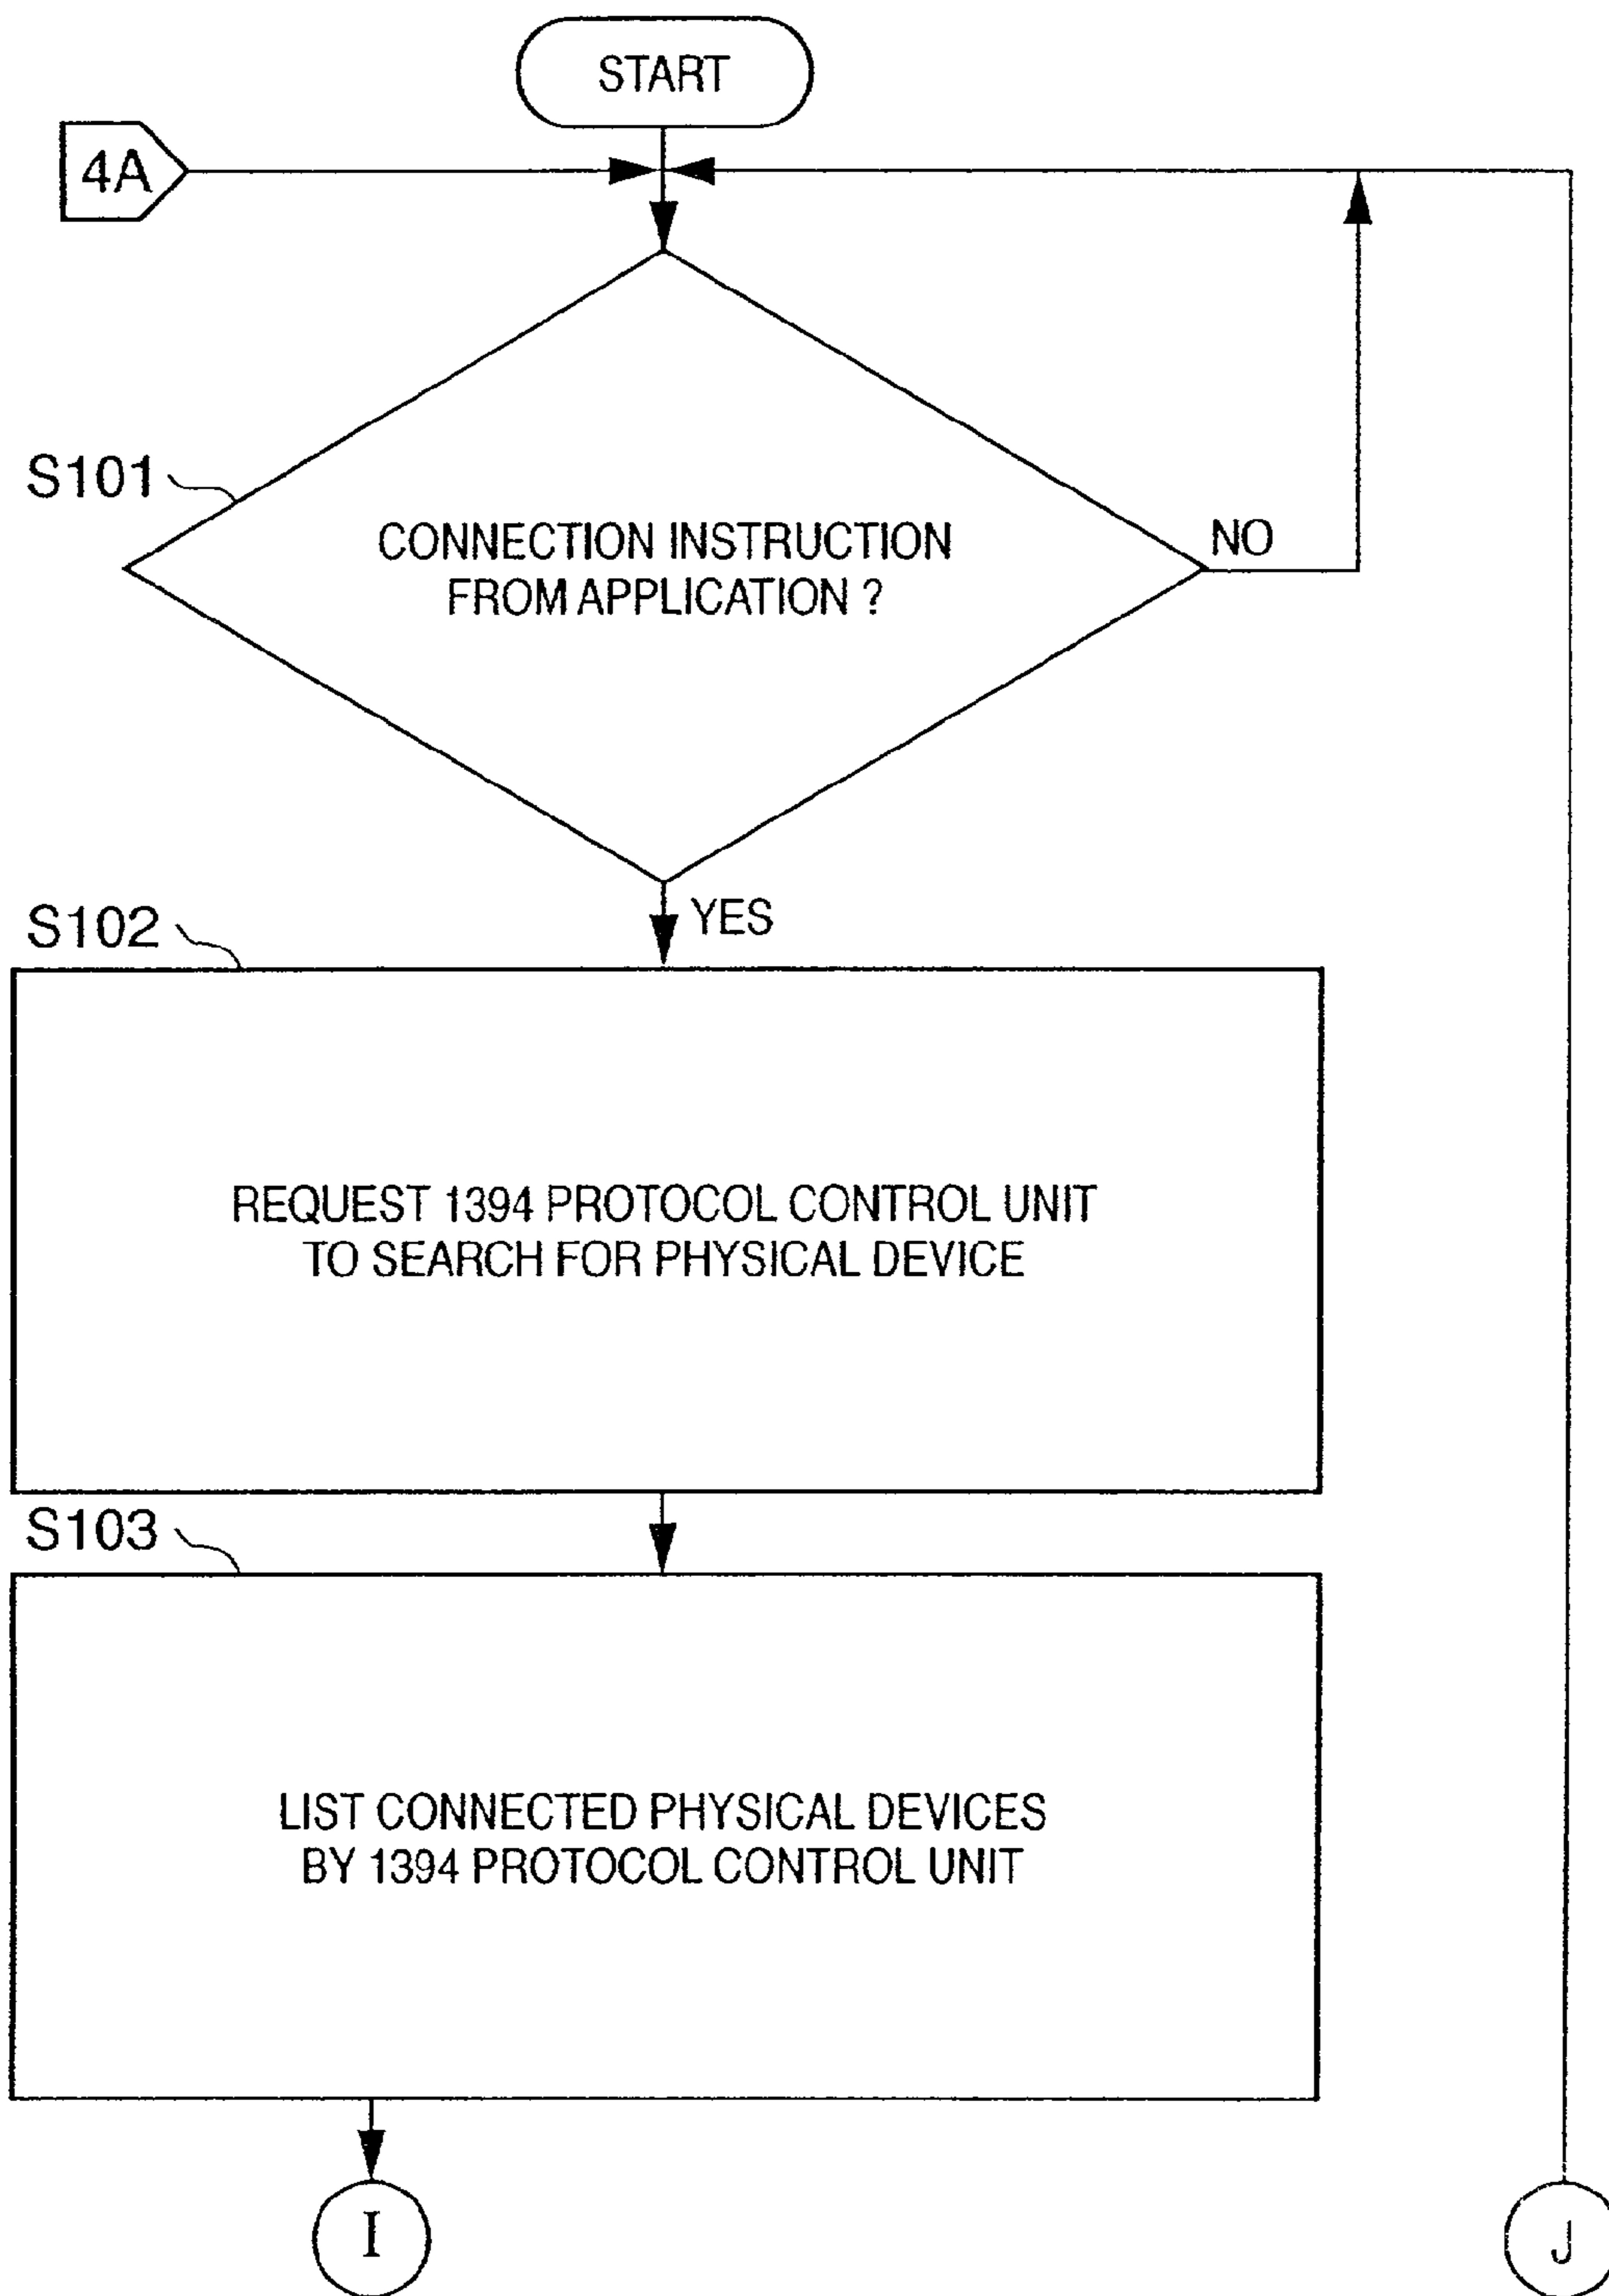 START
4A
S101
CONNECTION INSTRUCTION
FROM APPLICATION ?
NO
YES
S102
REQUEST 1394 PROTOCOL CONTROL UNIT
TO SEARCH FOR PHYSICAL DEVICE
S103
LIST CONNECTED PHYSICAL DEVICES
BY 1394 PROTOCOL CONTROL UNIT
I
J